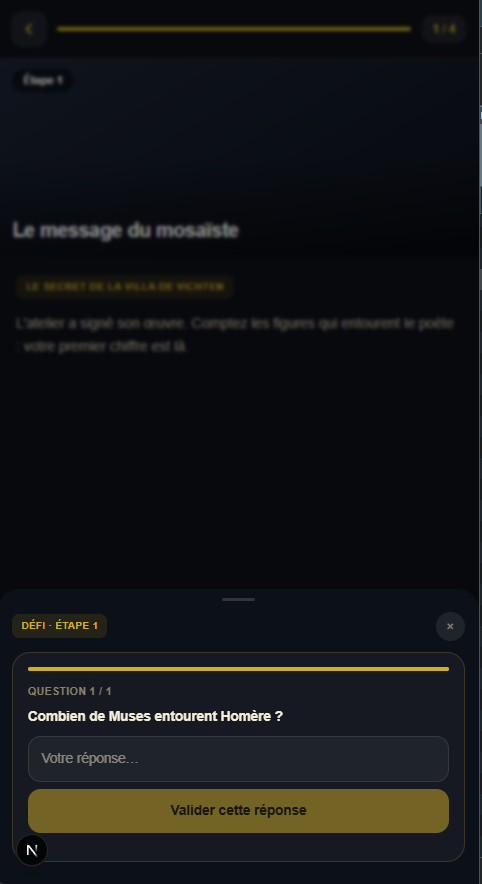 1 / 4
Étape 1
Le message du mosaïste
LE SECRET DE LA VILLA DE VICHTEN
L'atelier a signé son œuvre. Comptez les figures qui entourent le poète
: votre premier chiffre est là.
DÉFI · ÉTAPE 1
×
QUESTION 1 / 1
Combien de Muses entourent Homère ?
Votre réponse…
Valider cette réponse
N